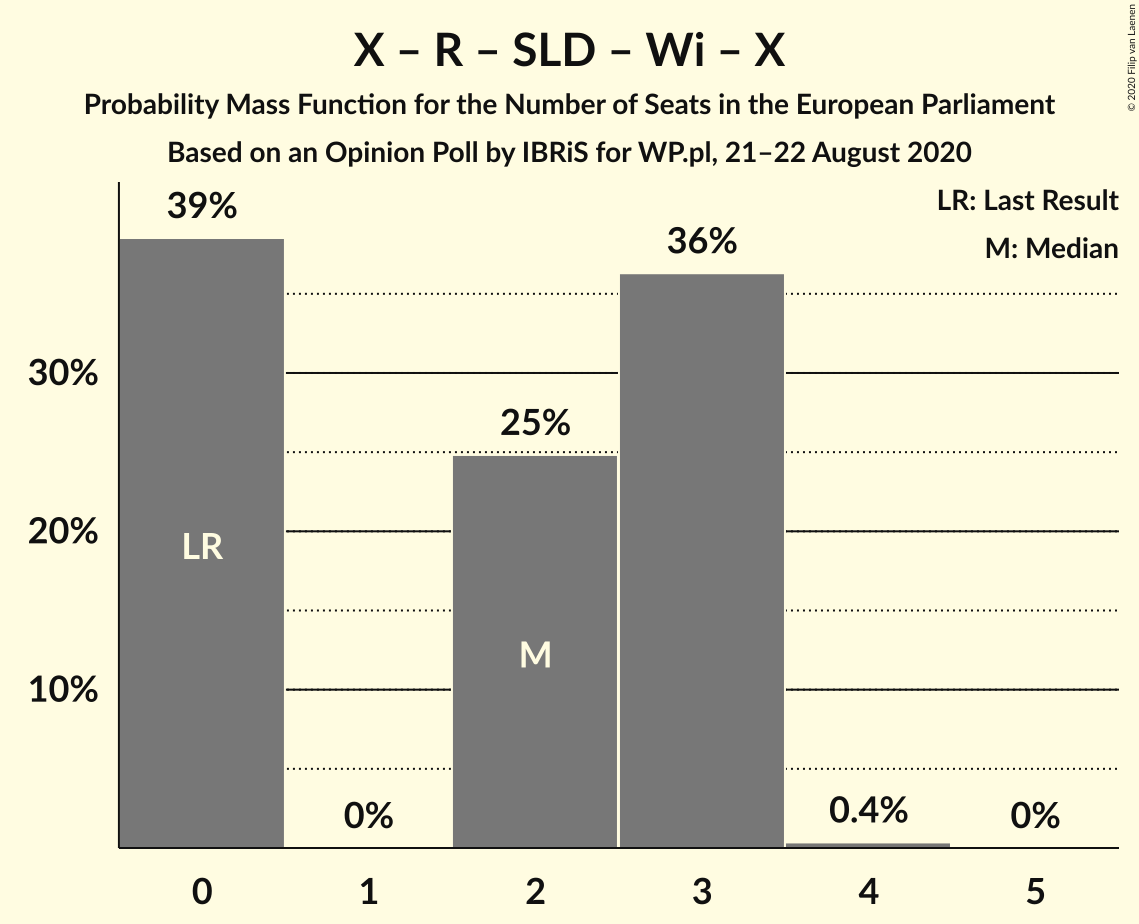 X – R – SLD – Wi – X
Probability Mass Function for the Number of Seats in the European Parliament
Based on an Opinion Poll by IBRiS for WP.pl, 21–22 August 2020
© 2020 Filip van Laenen
LR: Last Result
M: Median
39%
36%
30%
25%
20%
LR
M
10%
0%
0.4%
0%
0
1
2
3
4
5